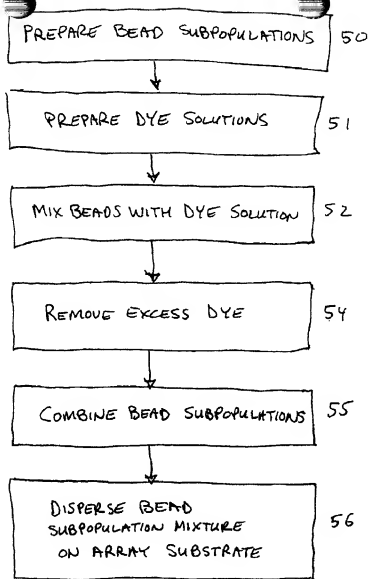 PREPARE BEAD SUBPOPULATIONS 50
PREPARE DYE SOLUTIONS 51
MIX BEADS WITH DYE SOLUTION 52
REMOVE EXCESS DYE 54
COMBINE BEAD SUBPOPULATIONS 55
DISPERSE BEAD
SUBPOPULATION MIXTURE 56
ON ARRAY SUBSTRATE